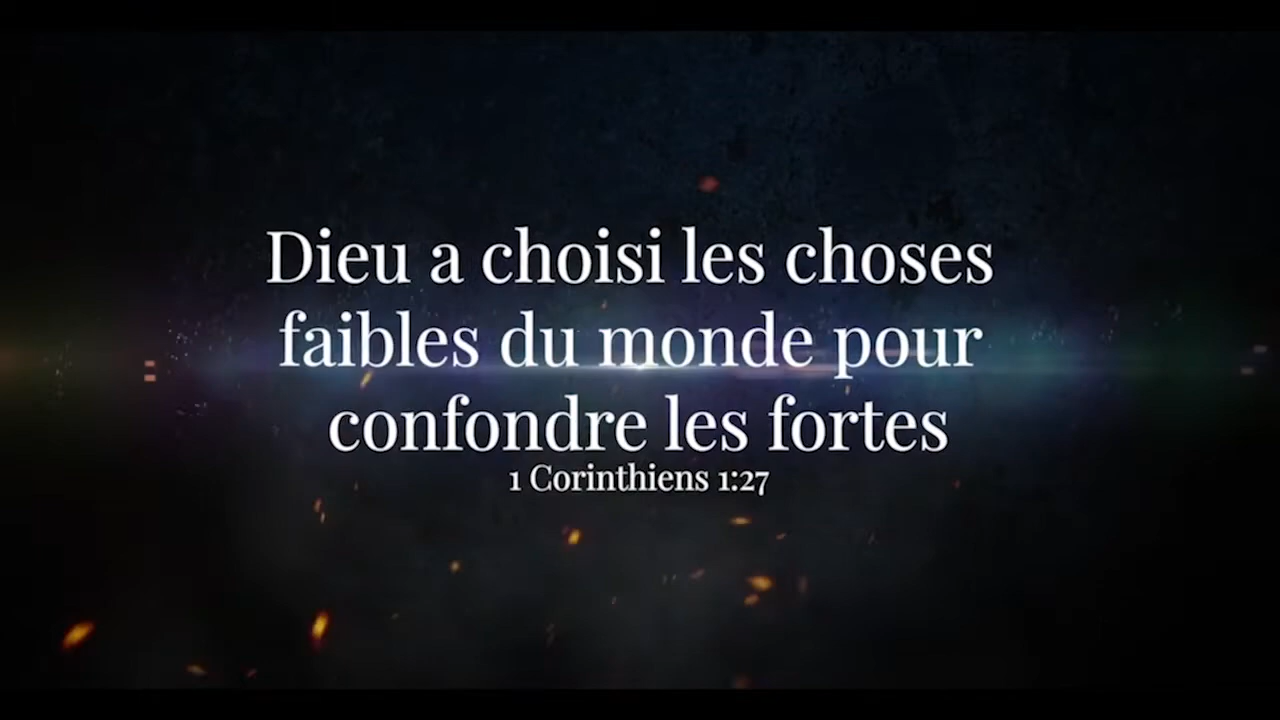 Dieu a choisi les choses
faibles du monde pour
confondre les fortes
1 Corinthiens 1:27